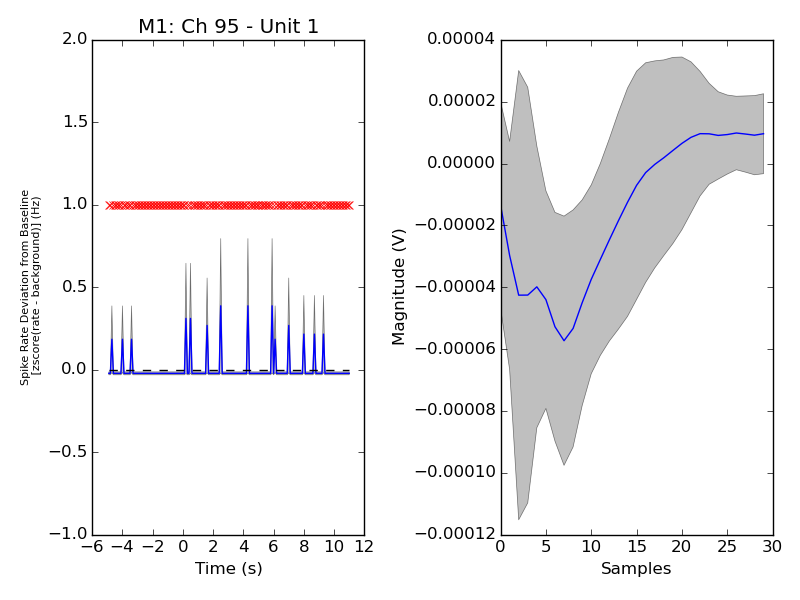 M1: Ch 95 - Unit 1
2.0
1.5
1.0
0.5
0.0
−0.5
−1.0
−6 −4 −2 0 2 4 6 8 10 12
Time (s)
Spike Rate Deviation from Baseline
[zscore(rate - background)] (Hz)
0.00004
0.00002
0.00000
−0.00002
−0.00004
−0.00006
−0.00008
−0.00010
−0.00012
0 5 10 15 20 25 30
Samples
Magnitude (V)